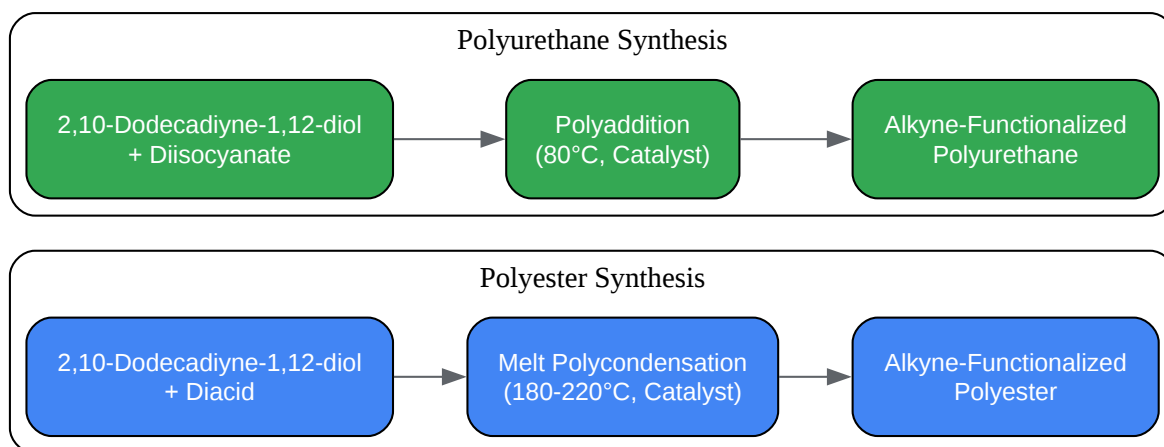 Polyurethane Synthesis
2,10-Dodecadiyne-1,12-diol
+ Diisocyanate
Polyaddition
(80°C, Catalyst)
Alkyne-Functionalized
Polyurethane
Polyester Synthesis
2,10-Dodecadiyne-1,12-diol
+ Diacid
Melt Polycondensation
(180-220°C, Catalyst)
Alkyne-Functionalized
Polyester